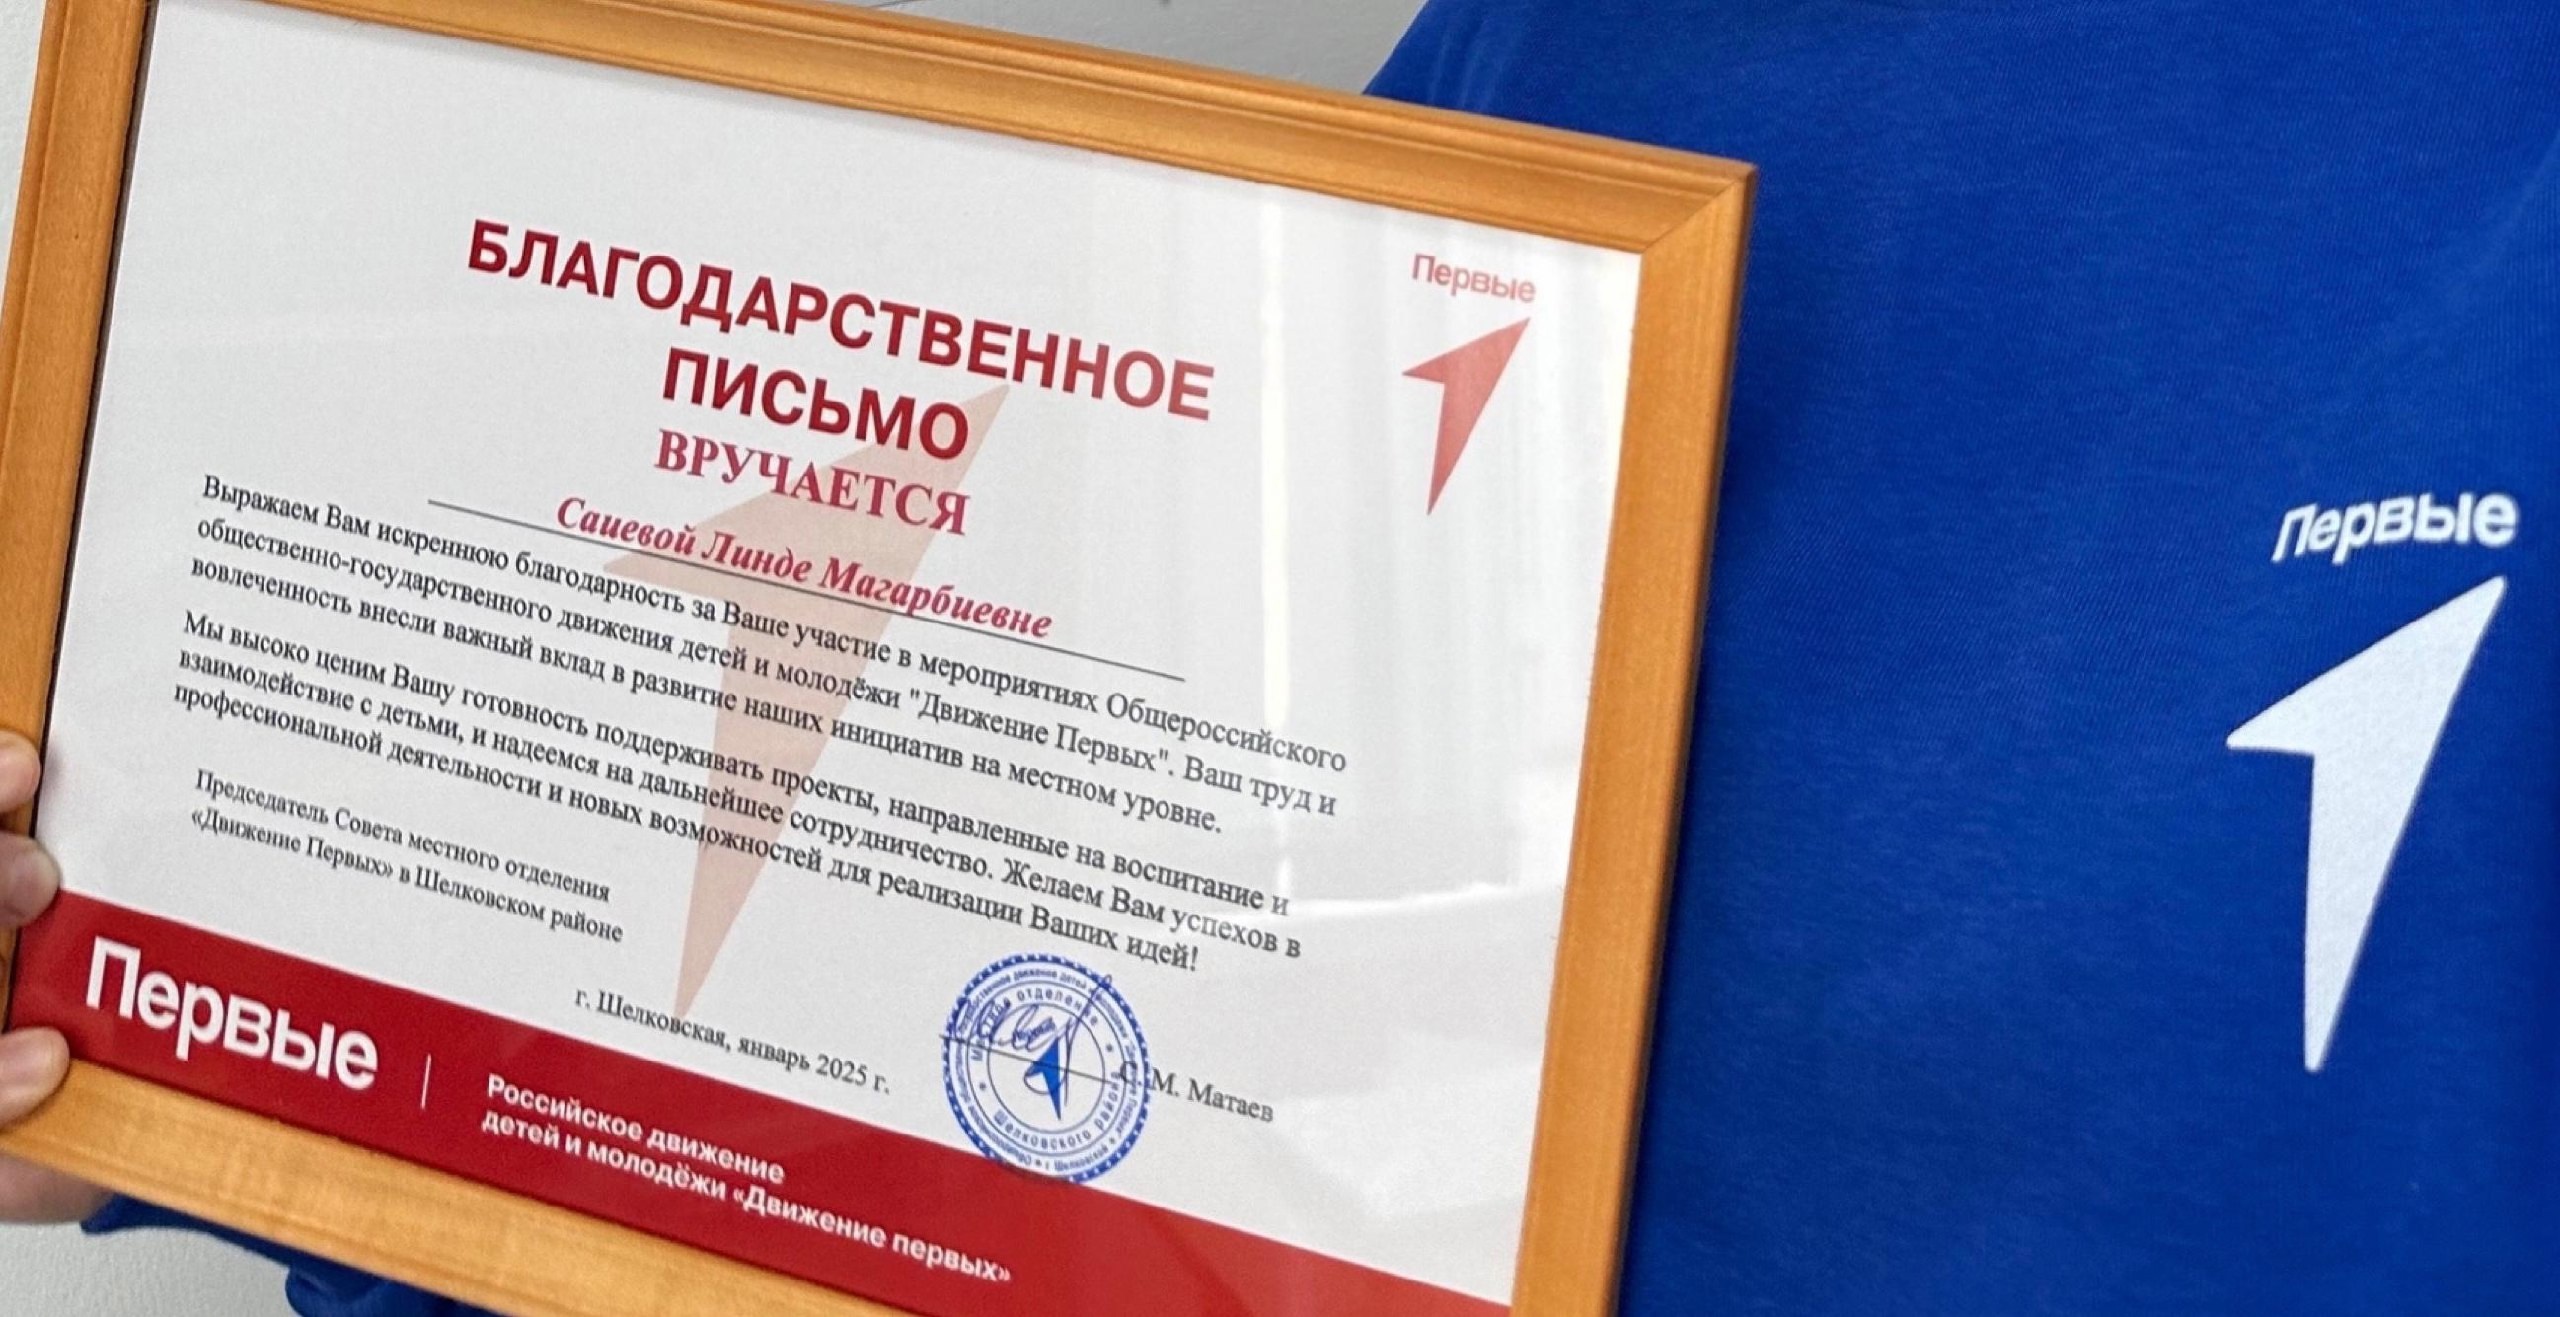 БЛАГОДАРСТВЕННОЕ
ПИСЬМО
ВРУЧАЕТСЯ
Саиевой Линде Магарбиевне
Выражаем Вам искреннюю благодарность за Ваше участие в мероприятиях Общероссийского
общественно-государственного движения детей и молодёжи "Движение Первых". Ваш труд и
вовлеченность внесли важный вклад в развитие наших инициатив на местном уровне.
Мы высоко ценим Вашу готовность поддерживать проекты, направленные на воспитание и
взаимодействие с детьми, и надеемся на дальнейшее сотрудничество. Желаем Вам успехов в
профессиональной деятельности и новых возможностей для реализации Ваших идей!
Председатель Совета местного отделения
«Движение Первых» в Шелковском районе
г. Шелковская, январь 2025 г.
С. М. Матаев
Местное отделение
Шелковского района
Первые
Российское движение
детей и молодёжи «Движение первых»
Первые
Первые